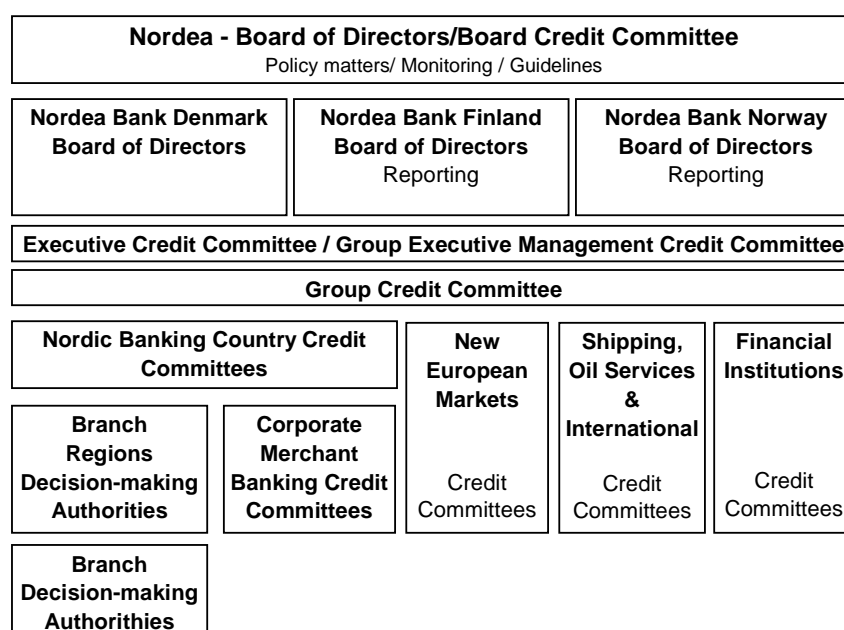 Nordea - Board of Directors/Board Credit Committee
Policy matters/ Monitoring / Guidelines
Nordea Bank Denmark
Board of Directors
Nordea Bank Finland
Board of Directors
Reporting
Nordea Bank Norway
Board of Directors
Reporting
Executive Credit Committee / Group Executive Management Credit Committee
Group Credit Committee
Nordic Banking Country Credit
Committees
Branch
Regions
Decision-making
Authorities
Corporate
Merchant
Banking Credit
Committees
New
European
Markets
Credit
Committees
Shipping,
Oil Services
&
International
Credit
Committees
Financial
Institutions
Credit
Committees
Branch
Decision-making
Authorithies